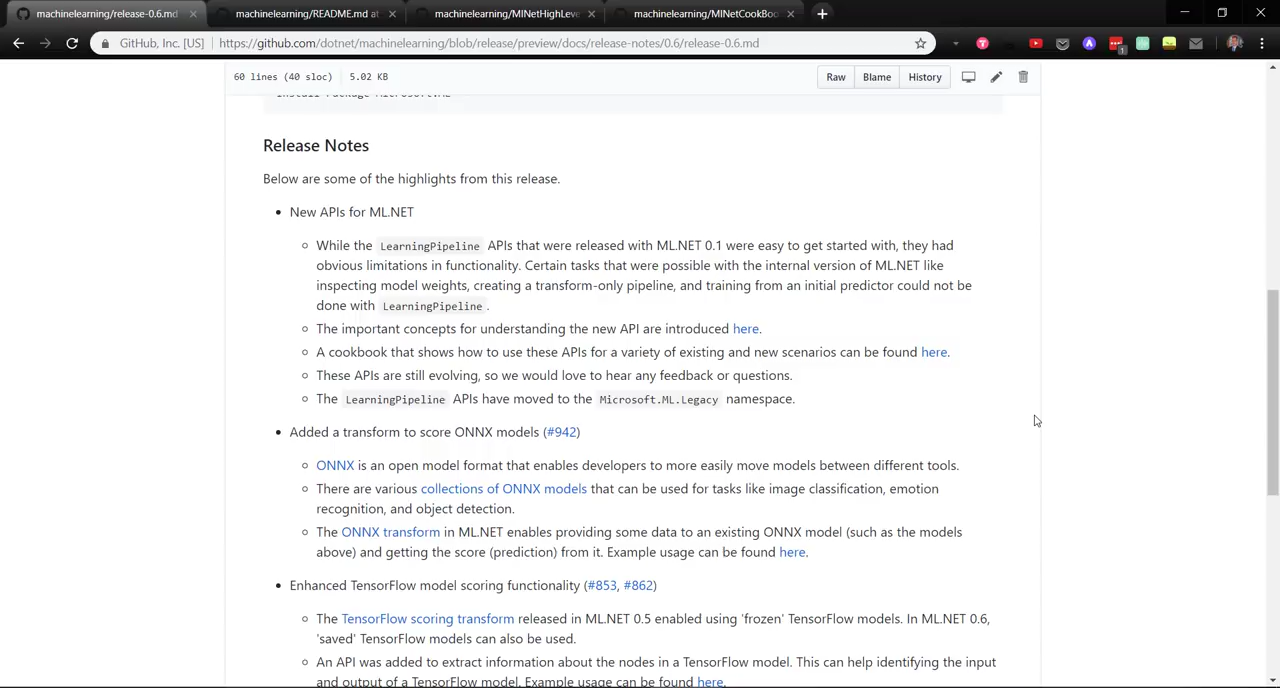 machinelearning/release-0.6.md
machinelearning/README.md at
machinelearning/MlNetHighLeve
machinelearning/MlNetCookBoo
GitHub, Inc. [US] https://github.com/dotnet/machinelearning/blob/release/preview/docs/release-notes/0.6/release-0.6.md
60 lines (40 sloc) 5.02 KB
Raw Blame History
Release Notes
Below are some of the highlights from this release.
New APIs for ML.NET
While the LearningPipeline APIs that were released with ML.NET 0.1 were easy to get started with, they had
obvious limitations in functionality. Certain tasks that were possible with the internal version of ML.NET like
inspecting model weights, creating a transform-only pipeline, and training from an initial predictor could not be
done with LearningPipeline.
The important concepts for understanding the new API are introduced here.
A cookbook that shows how to use these APIs for a variety of existing and new scenarios can be found here.
These APIs are still evolving, so we would love to hear any feedback or questions.
The LearningPipeline APIs have moved to the Microsoft.ML.Legacy namespace.
Added a transform to score ONNX models (#942)
ONNX is an open model format that enables developers to more easily move models between different tools.
There are various collections of ONNX models that can be used for tasks like image classification, emotion
recognition, and object detection.
The ONNX transform in ML.NET enables providing some data to an existing ONNX model (such as the models
above) and getting the score (prediction) from it. Example usage can be found here.
Enhanced TensorFlow model scoring functionality (#853, #862)
The TensorFlow scoring transform released in ML.NET 0.5 enabled using 'frozen' TensorFlow models. In ML.NET 0.6,
'saved' TensorFlow models can also be used.
An API was added to extract information about the nodes in a TensorFlow model. This can help identifying the input
and output of a TensorFlow model. Example usage can be found here.